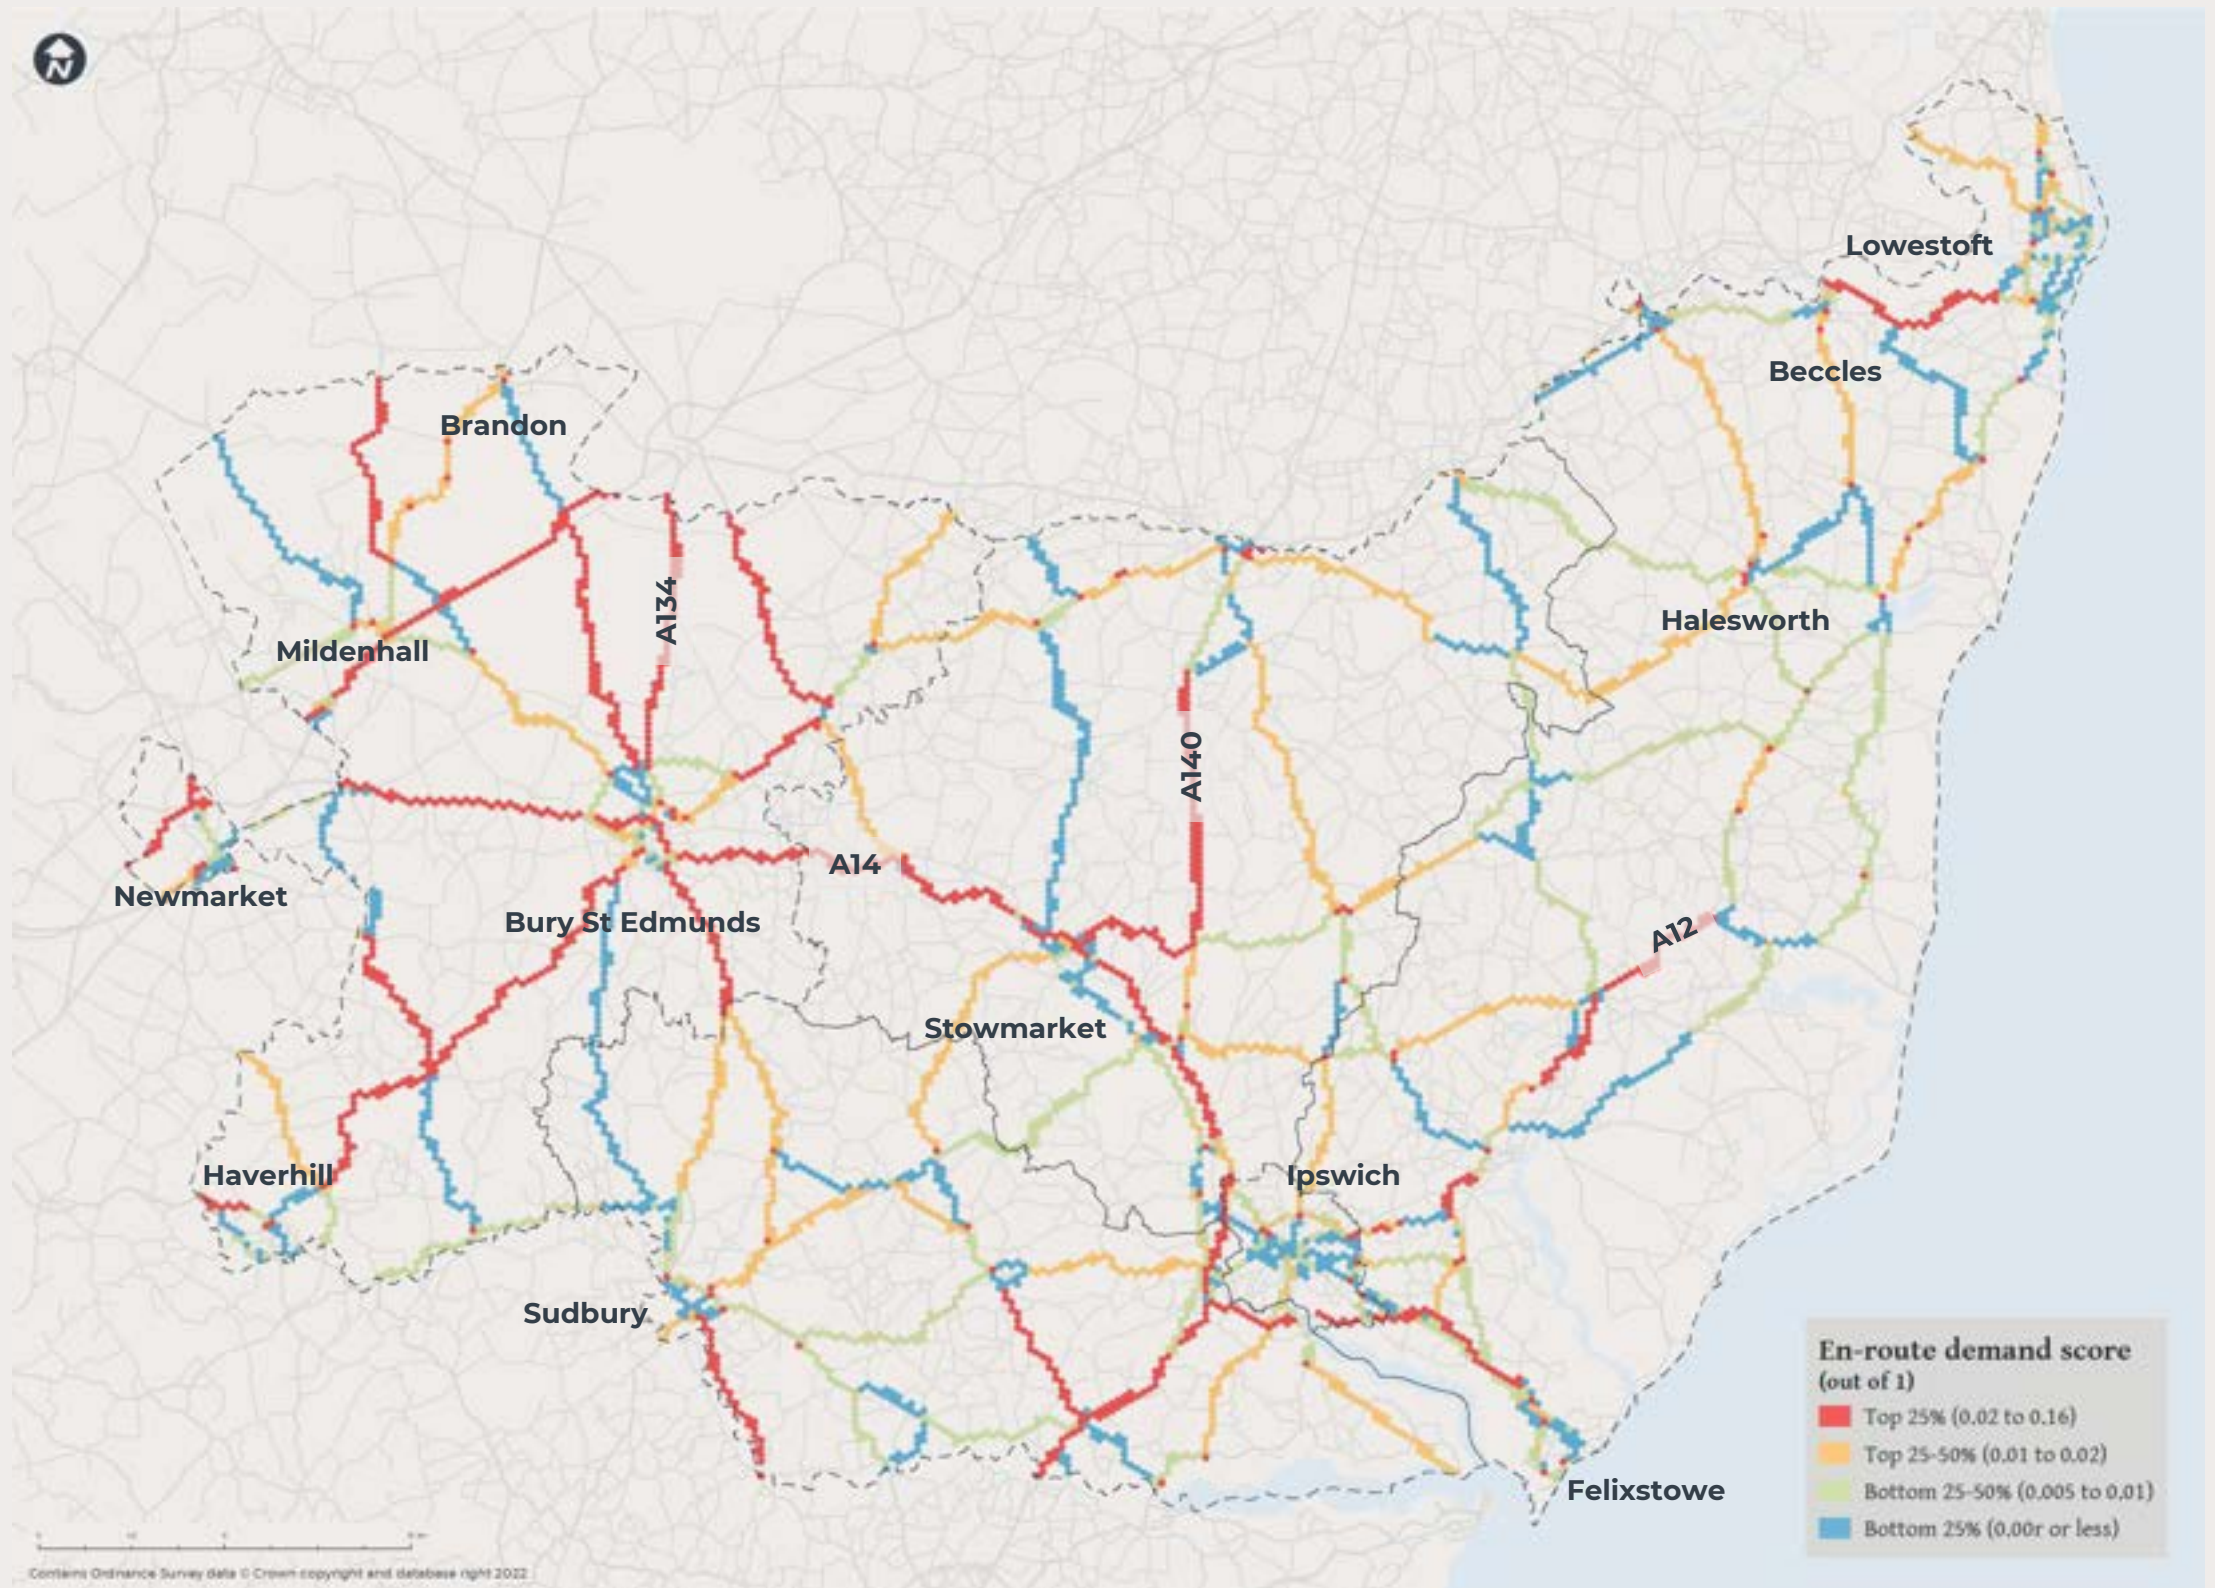 N
Lowestoft
Beccles
Brandon
A134
Halesworth
Mildenhall
A140
A14
Newmarket
Bury St Edmunds
A12
Stowmarket
Haverhill
Ipswich
Sudbury
Felixstowe
En-route demand score
(out of 1)
Top 25% (0.02 to 0.16)
Top 25-50% (0.01 to 0.02)
Bottom 25-50% (0.005 to 0.01)
Bottom 25% (0.00r or less)
Contains Ordnance Survey data © Crown copyright and database right 2022